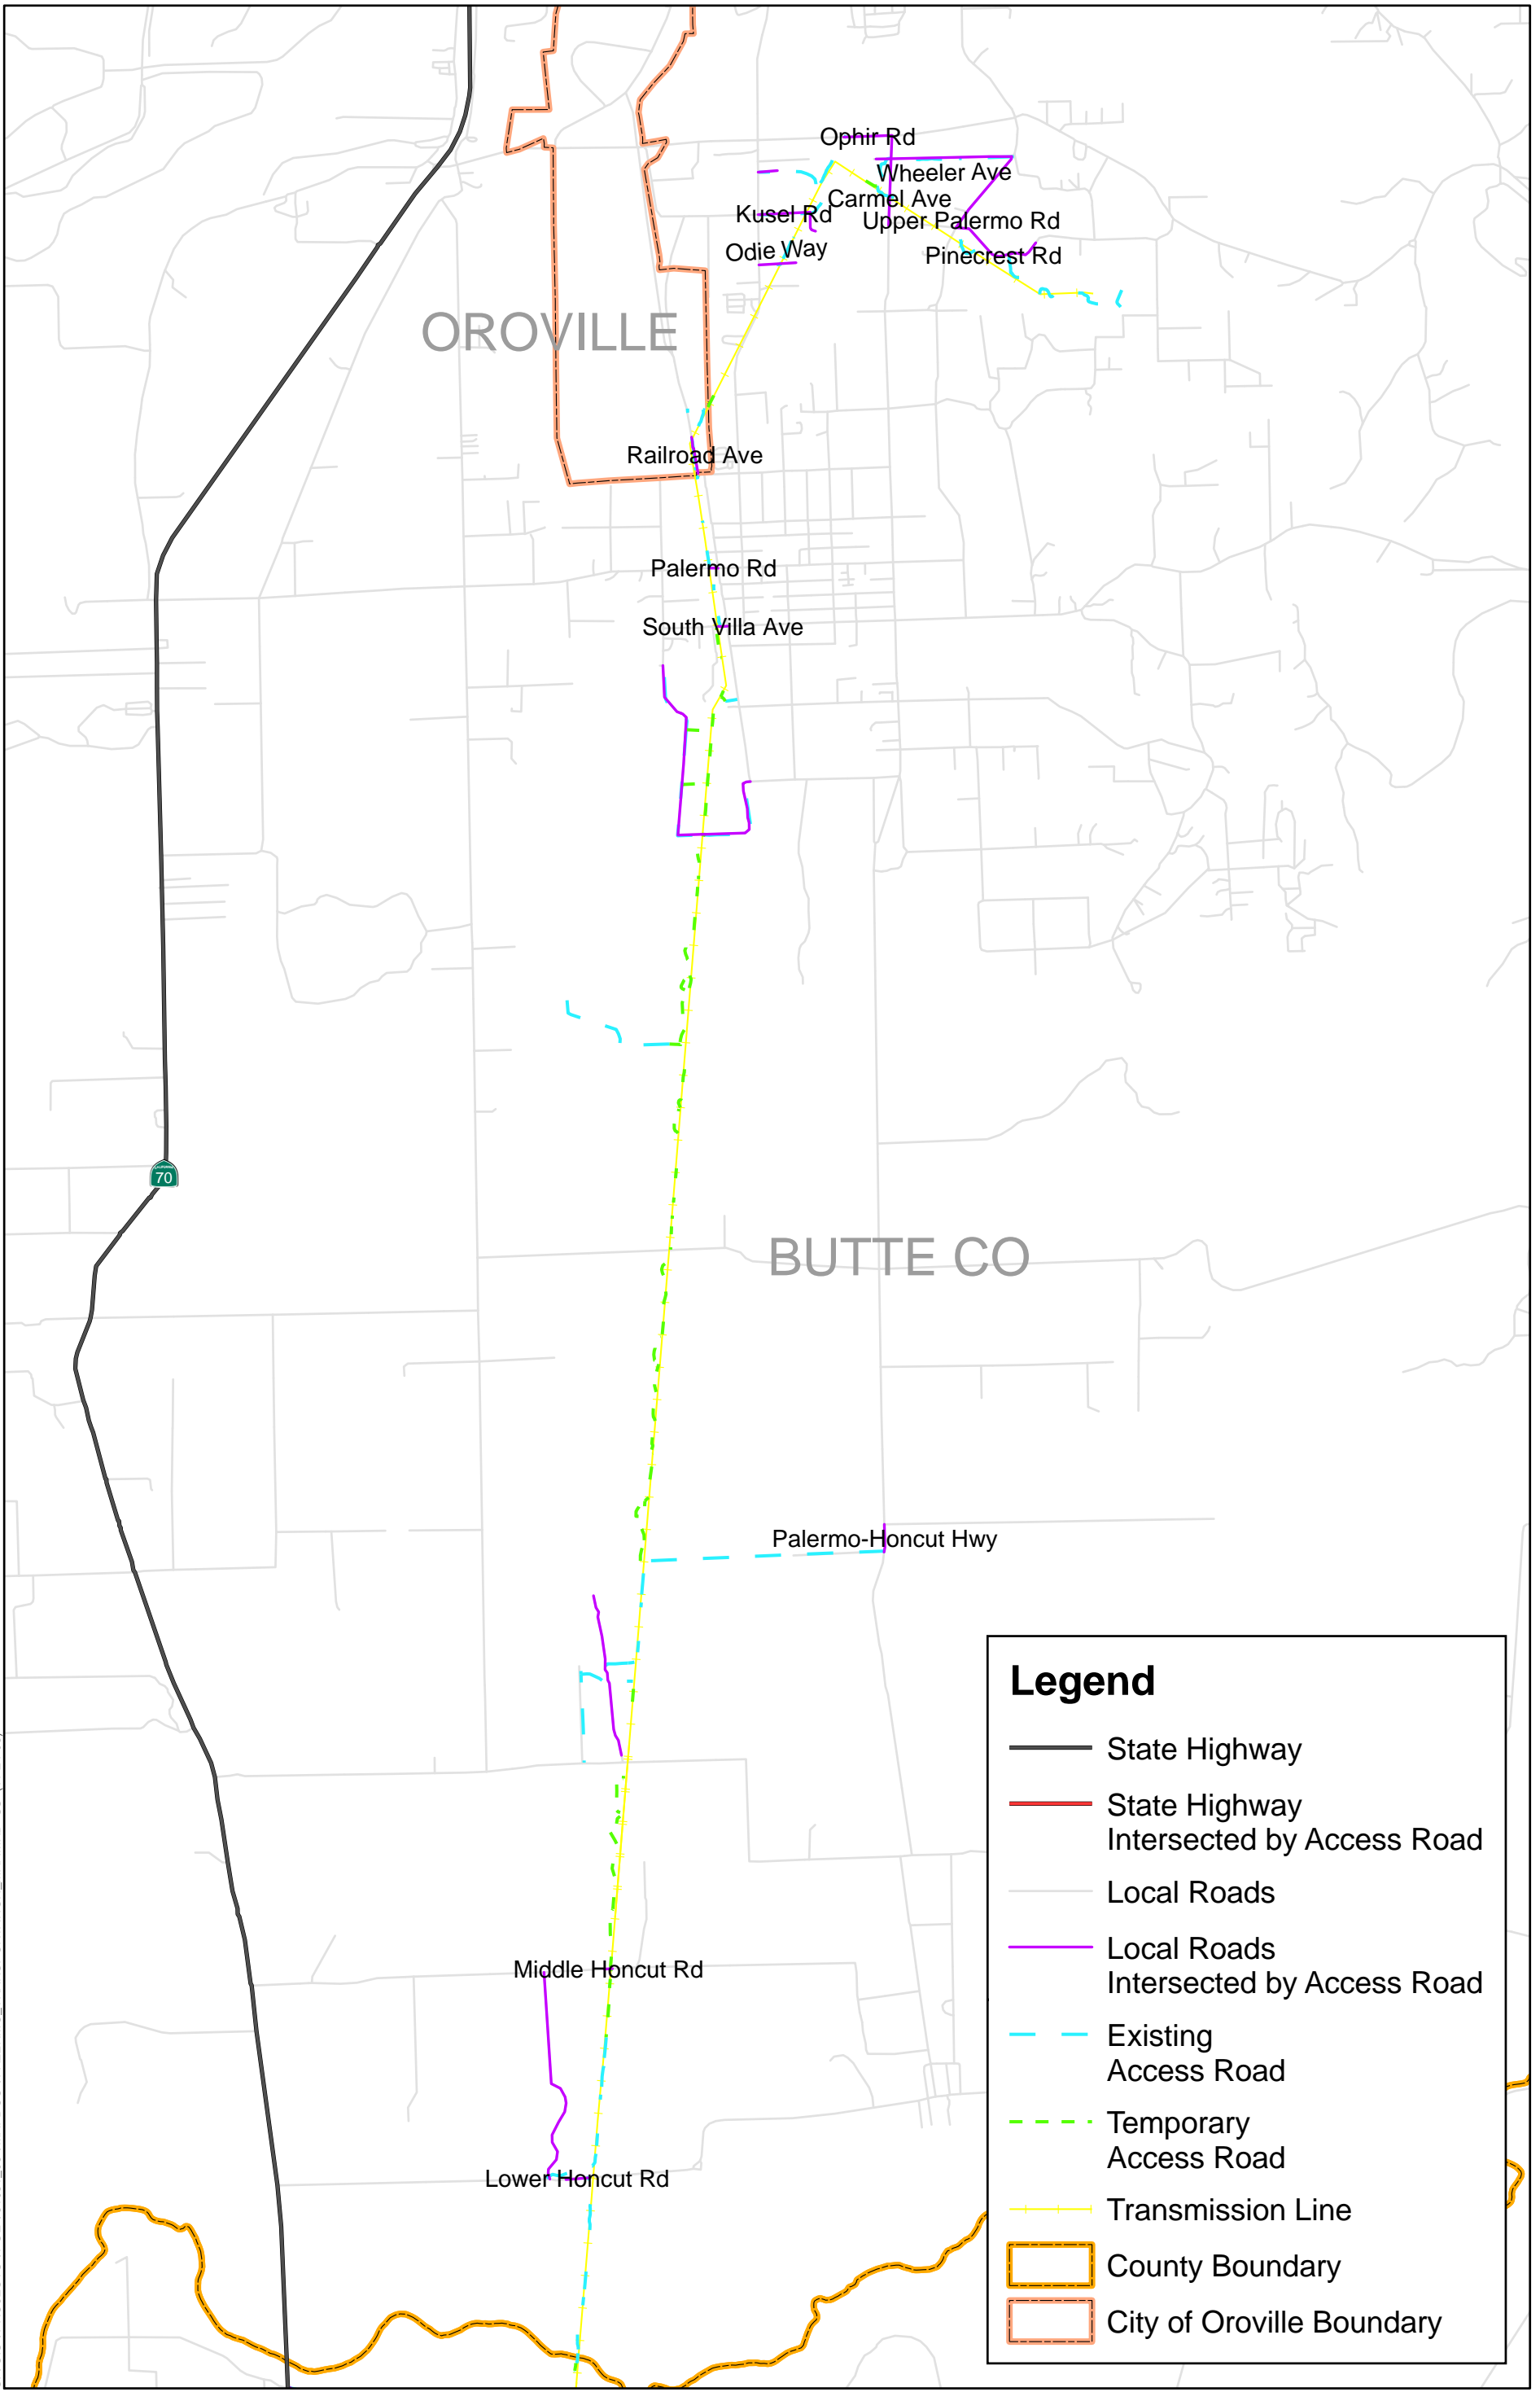 Ophir Rd
Wheeler Ave
Carmel Ave
Kusel Rd
Upper Palermo Rd
Odie Way
Pinecrest Rd
OROVILLE
Railroad Ave
Palermo Rd
South Villa Ave
70
BUTTE CO
Palermo-Honcut Hwy
Middle Honcut Rd
Lower Honcut Rd
Legend
State Highway
State Highway
Intersected by Access Road
Local Roads
Local Roads
Intersected by Access Road
Existing
Access Road
Temporary
Access Road
Transmission Line
County Boundary
City of Oroville Boundary